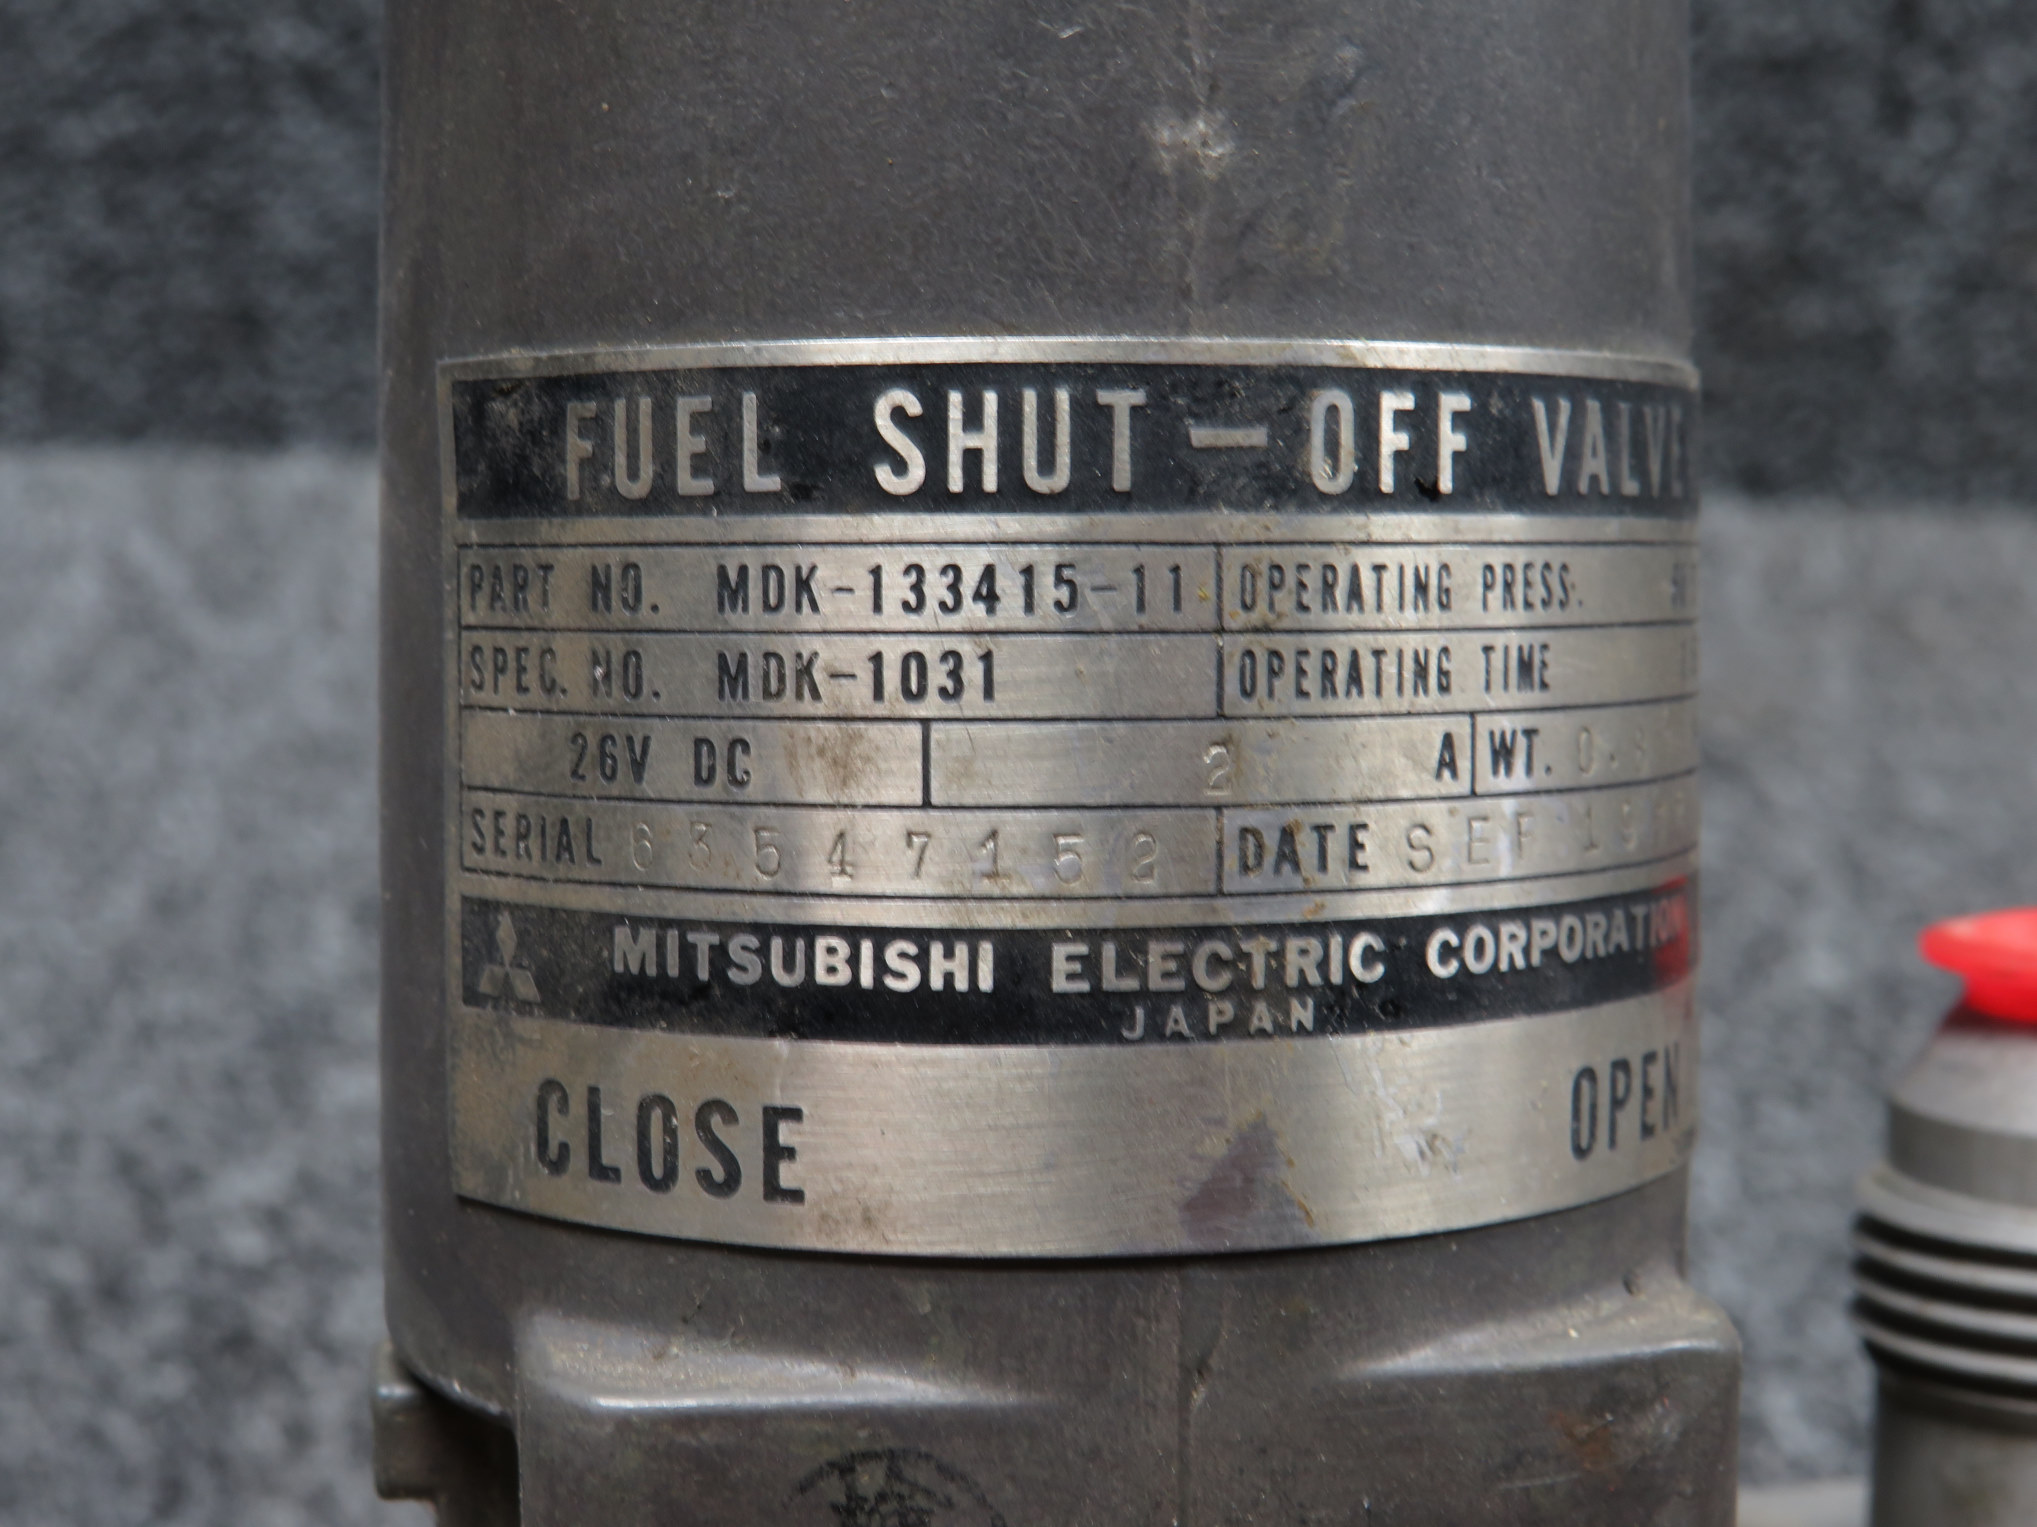 FUEL SHUT-OFF VALVE
PART NO. MDK-133415-11 OPERATING PRESS.
SPEC. NO. MDK-1031 OPERATING TIME
26V DC 2 A WT.
SERIAL 63547152 DATE SEP
MITSUBISHI ELECTRIC CORPORATION
JAPAN
CLOSE OPEN